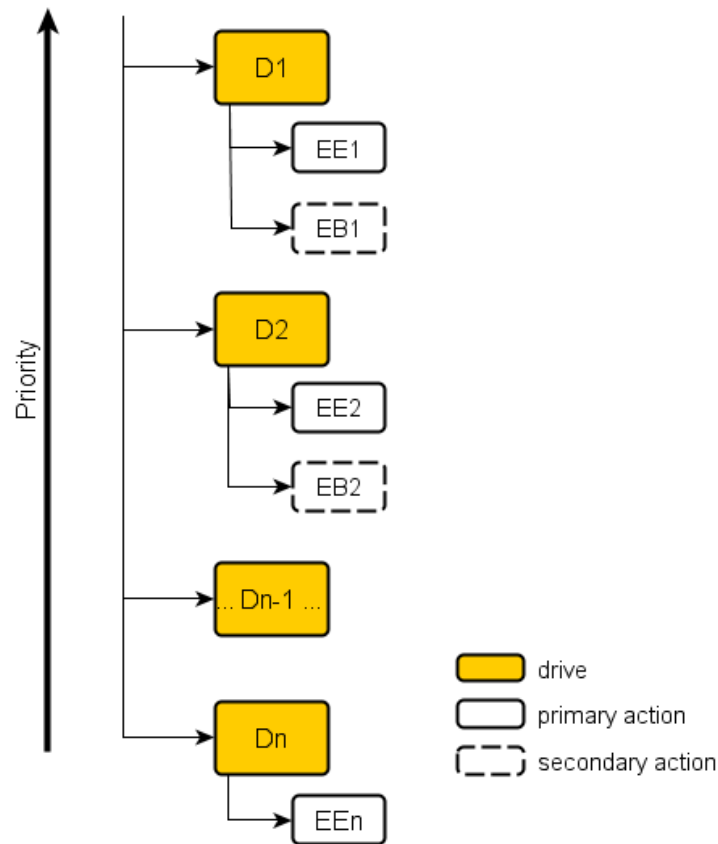 D1
EE1
EB1
D2
Priority
EE2
EB2
... Dn-1 ...
drive
primary action
Dn
secondary action
EEn